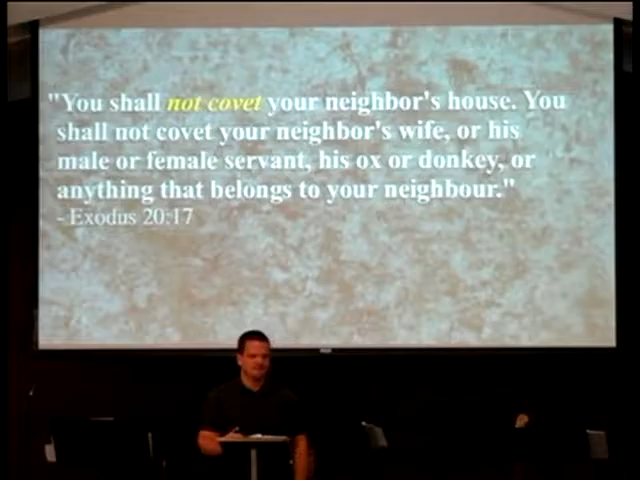 "You shall not covet your neighbor's house. You
shall not covet your neighbor's wife, or his
male or female servant, his ox or donkey, or
anything that belongs to your neighbour."
- Exodus 20:17